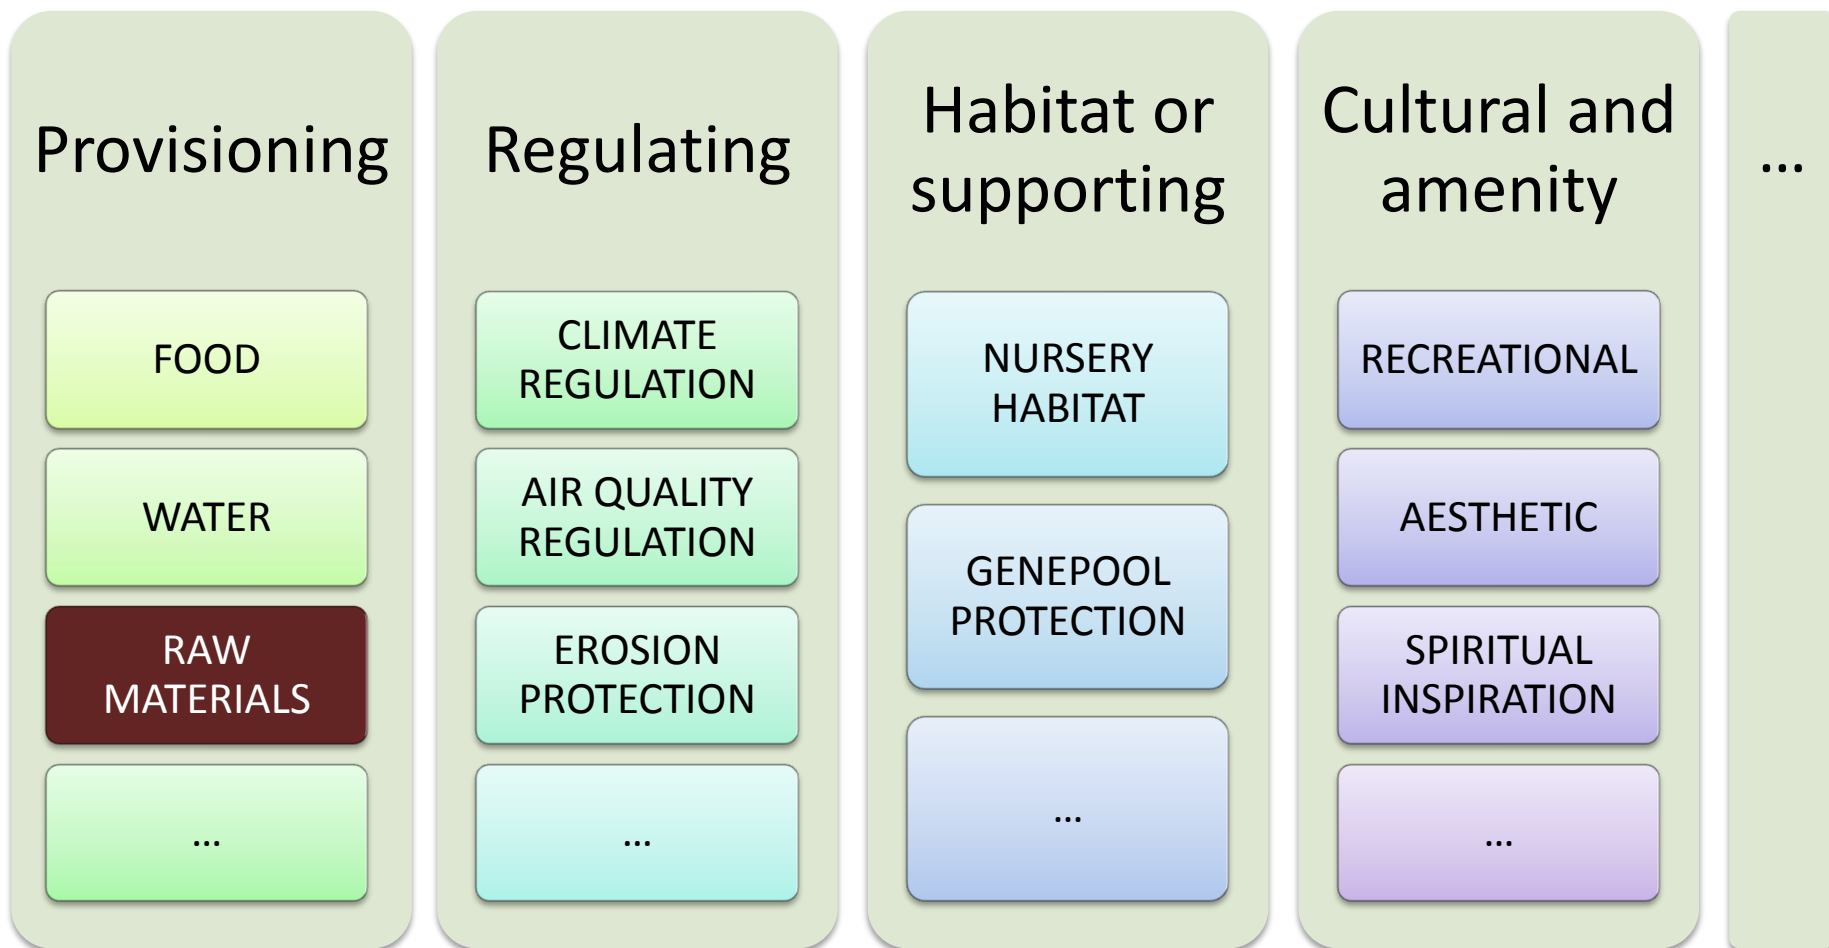 Provisioning
FOOD
WATER
RAW
MATERIALS
…
Regulating
CLIMATE
REGULATION
AIR QUALITY
REGULATION
EROSION
PROTECTION
…
Habitat or
supporting
NURSERY
HABITAT
GENEPOOL
PROTECTION
…
Cultural and
amenity
RECREATIONAL
AESTHETIC
SPIRITUAL
INSPIRATION
…
…